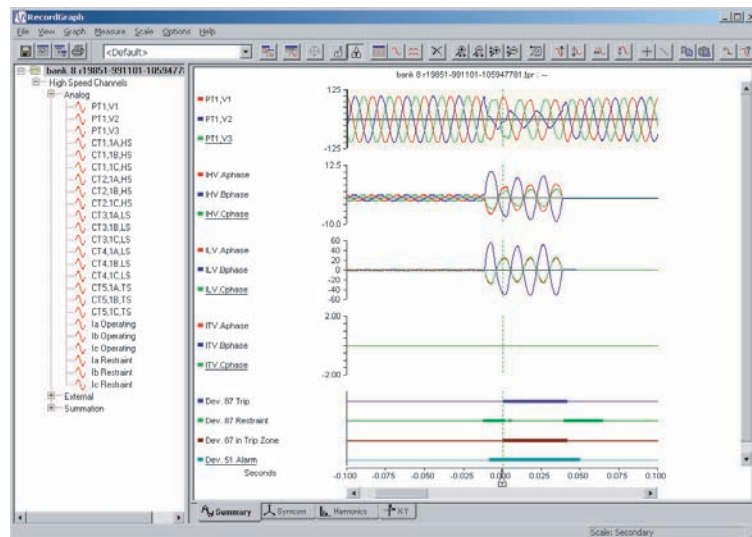 RecordGraph
File View Graph Measure Scale Options Help
<Default>
bank 8 r19851-991101-10594778
High Speed Channels
Analog
PT1,V1
PT1,V2
PT1,V3
CT1,1A,HS
CT1,1B,HS
CT1,1C,HS
CT2,1A,HS
CT2,1B,HS
CT2,1C,HS
CT3,1A,LS
CT3,1B,LS
CT3,1C,LS
CT4,1A,LS
CT4,1B,LS
CT4,1C,LS
CT5,1A,TS
CT5,1B,TS
CT5,1C,TS
Ia Operating
Ib Operating
Ic Operating
Ia Restraint
Ib Restraint
Ic Restraint
External
Summation
bank 8 r19851-991101-105947781.tpr : --
125
PT1,V1
PT1,V2
PT1,V3
-125
12.5
IHV.Aphase
IHV.Bphase
IHV.Cphase
-10.0
60
40
20
0
-20
-40
-60
ILV.Aphase
ILV.Bphase
ILV.Cphase
2.00
ITV.Aphase
ITV.Bphase
ITV.Cphase
-2.00
Dev. 87 Trip
Dev. 87 Restraint
Dev. 87 in Trip Zone
Dev. 51 Alarm
Seconds
-0.100 -0.075 -0.050 -0.025 0.000 0.025 0.050 0.075 0.100
Summary Symcom Harmonics X-Y
Scale: Secondary